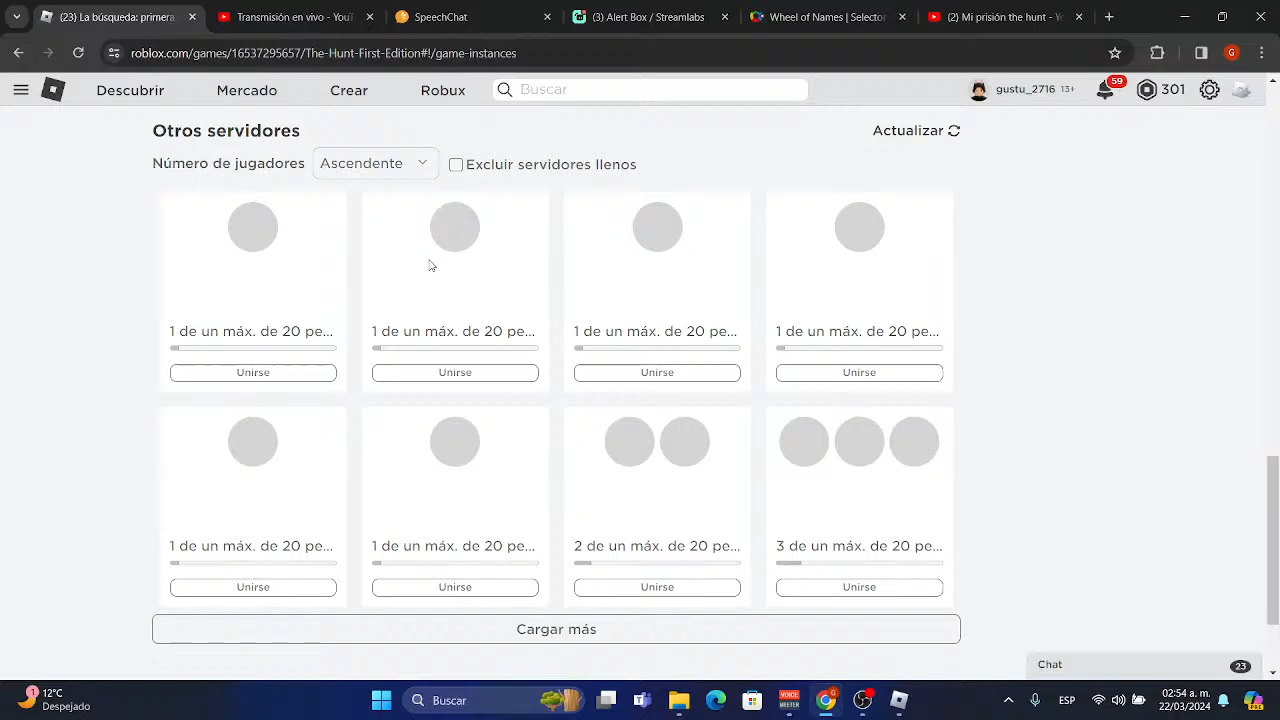 (23) La búsqueda: primera
Transmisión en vivo - YouT
SpeechChat
(3) Alert Box / Streamlabs
Wheel of Names | Selector
(2) Mi prisión the hunt - Yo
roblox.com/games/16537295657/The-Hunt-First-Edition#!/game-instances
G
Descubrir
Mercado
Crear
Robux
Buscar
gustu_2716 13+
59
301
Otros servidores
Actualizar
Número de jugadores
Ascendente
Excluir servidores llenos
1 de un máx. de 20 pe...
1 de un máx. de 20 pe...
1 de un máx. de 20 pe...
1 de un máx. de 20 pe...
Unirse
Unirse
Unirse
Unirse
1 de un máx. de 20 pe...
1 de un máx. de 20 pe...
2 de un máx. de 20 pe...
3 de un máx. de 20 pe...
Unirse
Unirse
Unirse
Unirse
Cargar más
Chat
23
1
12°C
Despejado
Buscar
VOICE
MEETER
ESP
02:54 a. m.
22/03/2024